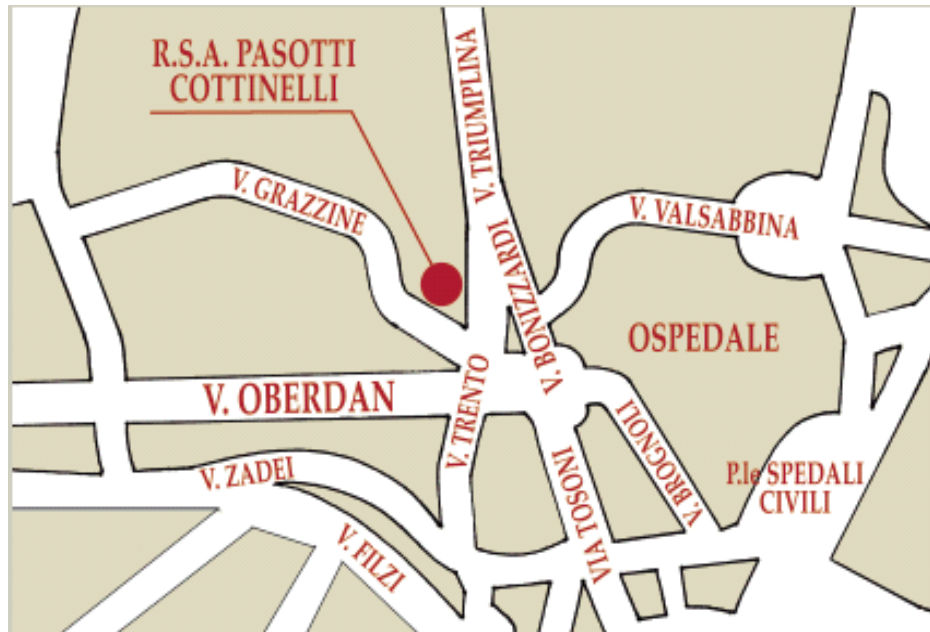 R.S.A. PASOTTI
COTTINELLI
V. TRIUMPLINA
V. GRAZZINE
V. VALSABBINA
V. BONIZZARDI
OSPEDALE
V. OBERDAN
V. TRENTO
V. BROGNOLI
V. ZADEI
VIA TOSONI
P.le SPEDALI
CIVILI
V. FILZI